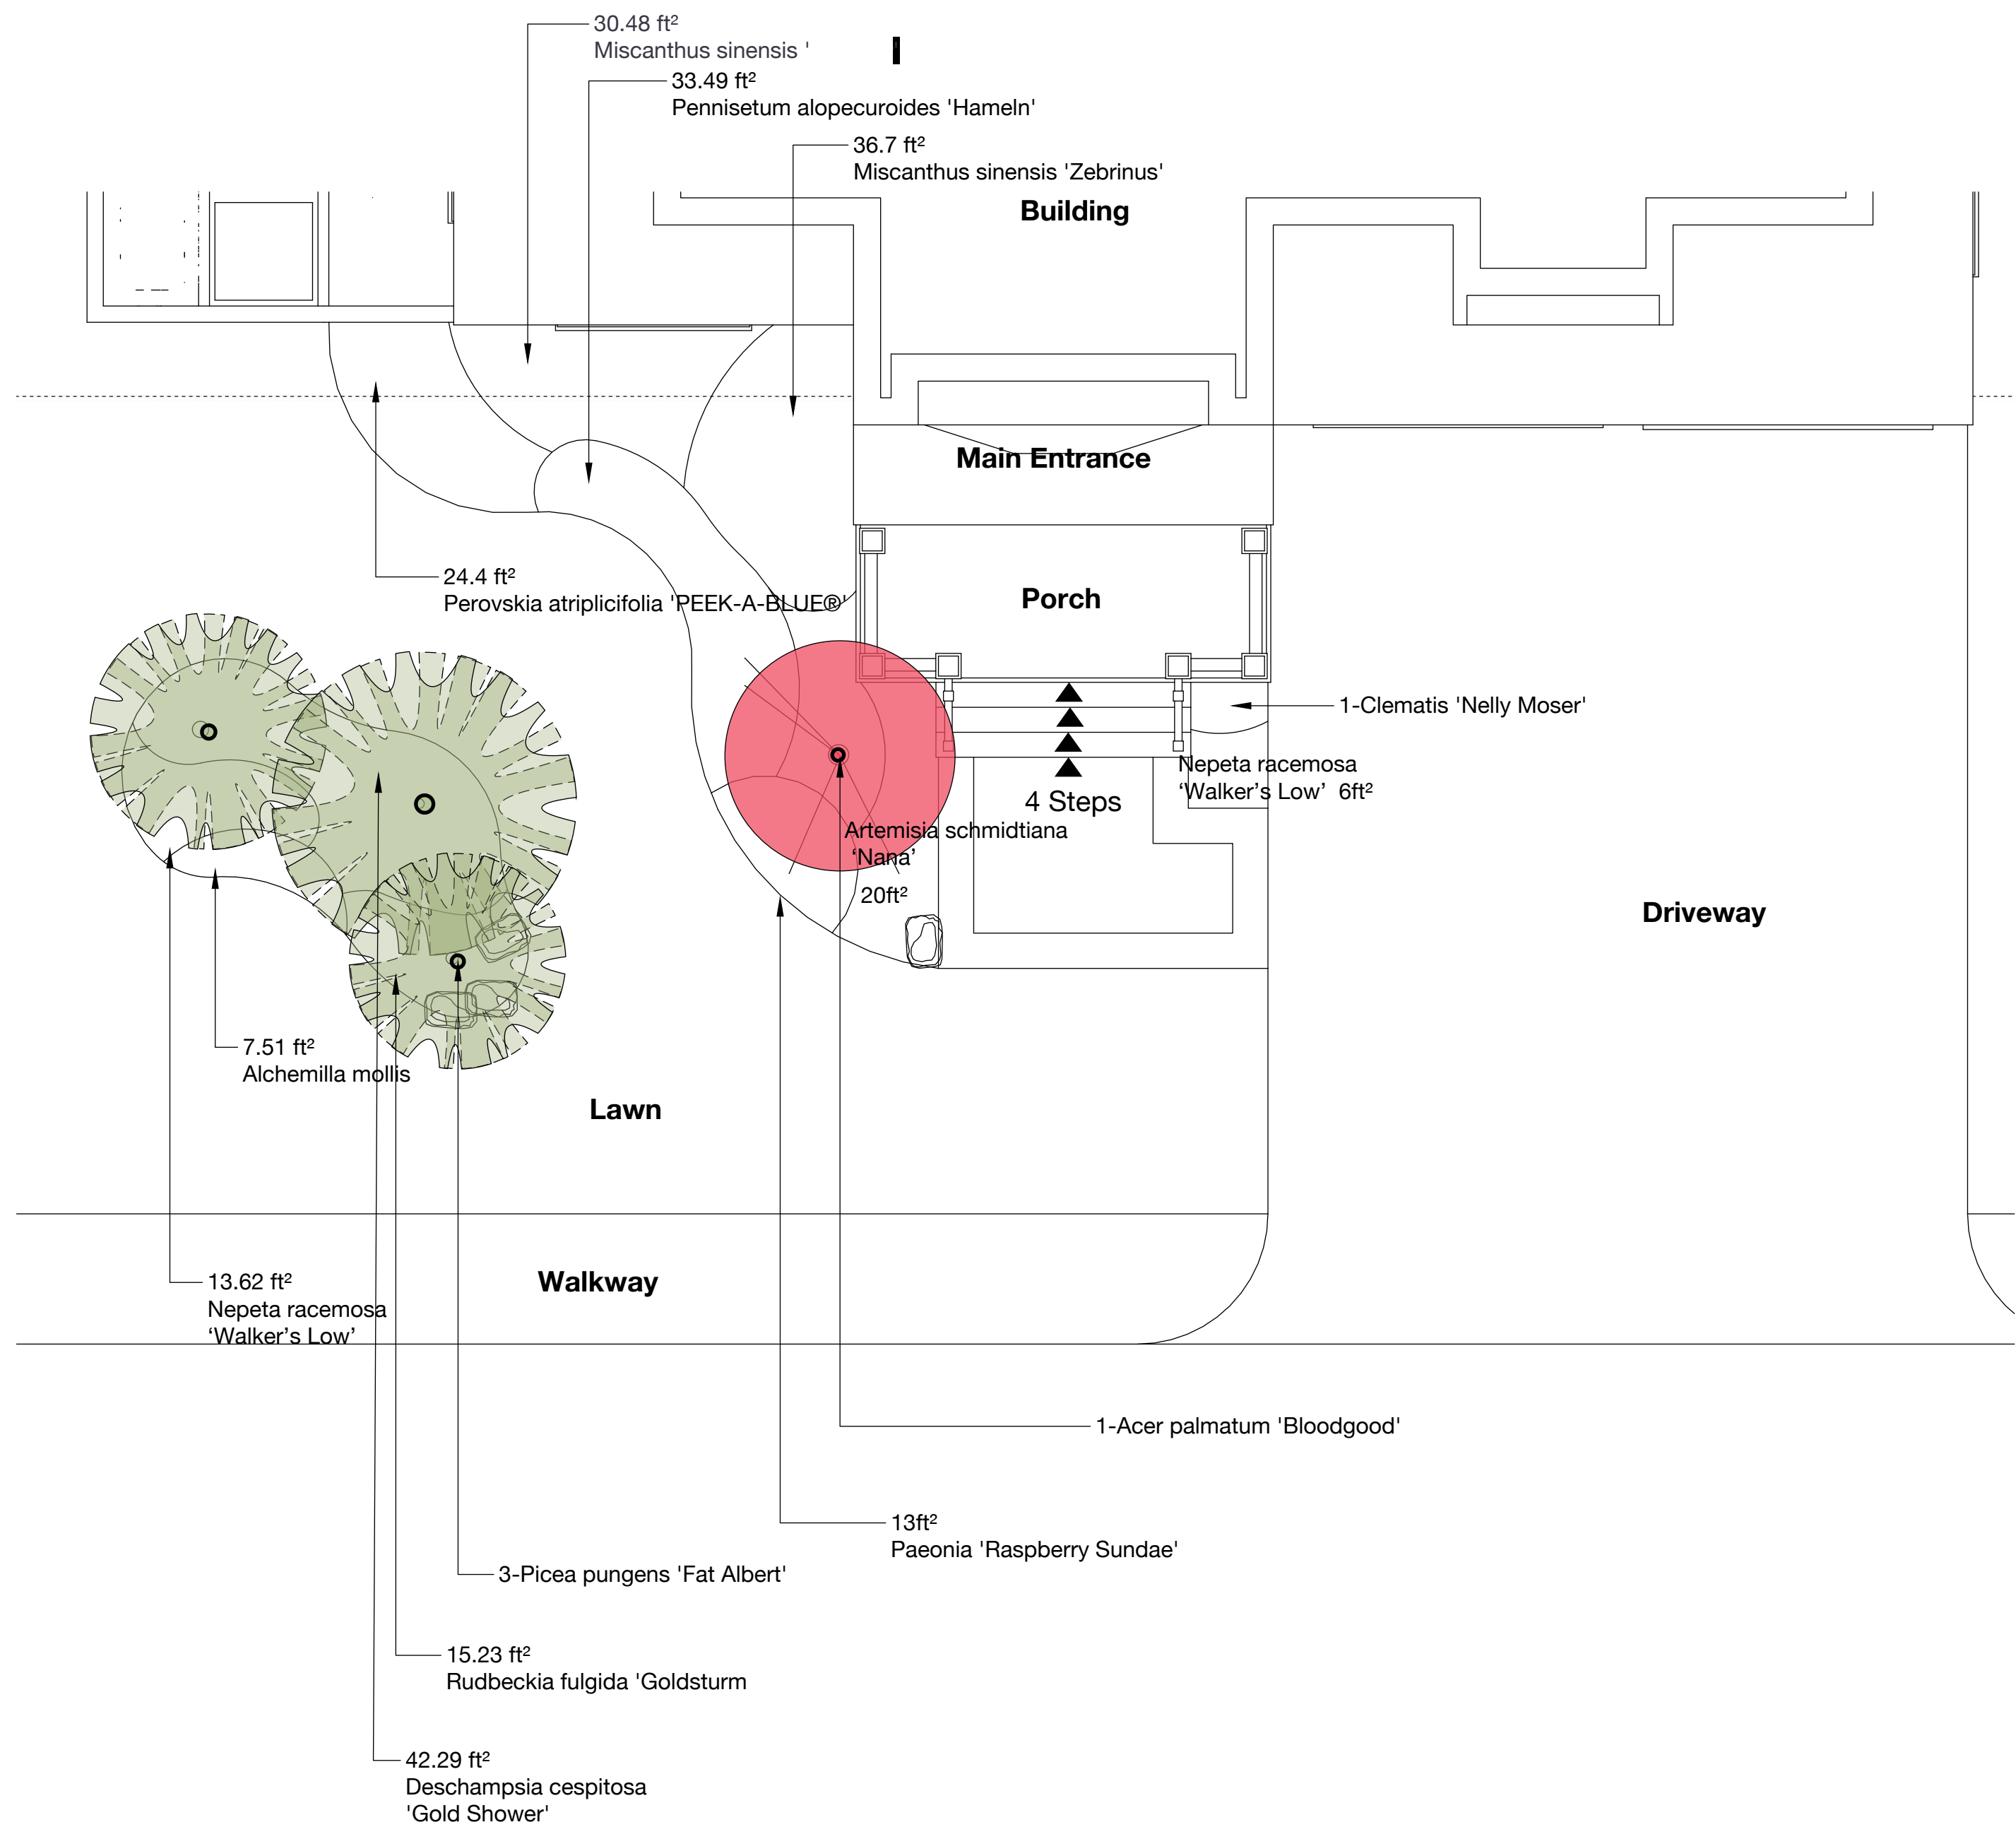 30.48 ft²
Miscanthus sinensis '
33.49 ft²
Pennisetum alopecuroides 'Hameln'
36.7 ft²
Miscanthus sinensis 'Zebrinus'
Building
Main Entrance
24.4 ft²
Perovskia atriplicifolia 'PEEK-A-BLUE®'
Porch
1-Clematis 'Nelly Moser'
Nepeta racemosa
‘Walker’s Low’ 6ft²
4 Steps
Artemisia schmidtiana
‘Nana’
20ft²
Driveway
7.51 ft²
Alchemilla mollis
Lawn
13.62 ft²
Nepeta racemosa
‘Walker’s Low’
Walkway
1-Acer palmatum 'Bloodgood'
13ft²
Paeonia 'Raspberry Sundae'
3-Picea pungens 'Fat Albert'
15.23 ft²
Rudbeckia fulgida 'Goldsturm
42.29 ft²
Deschampsia cespitosa
'Gold Shower'